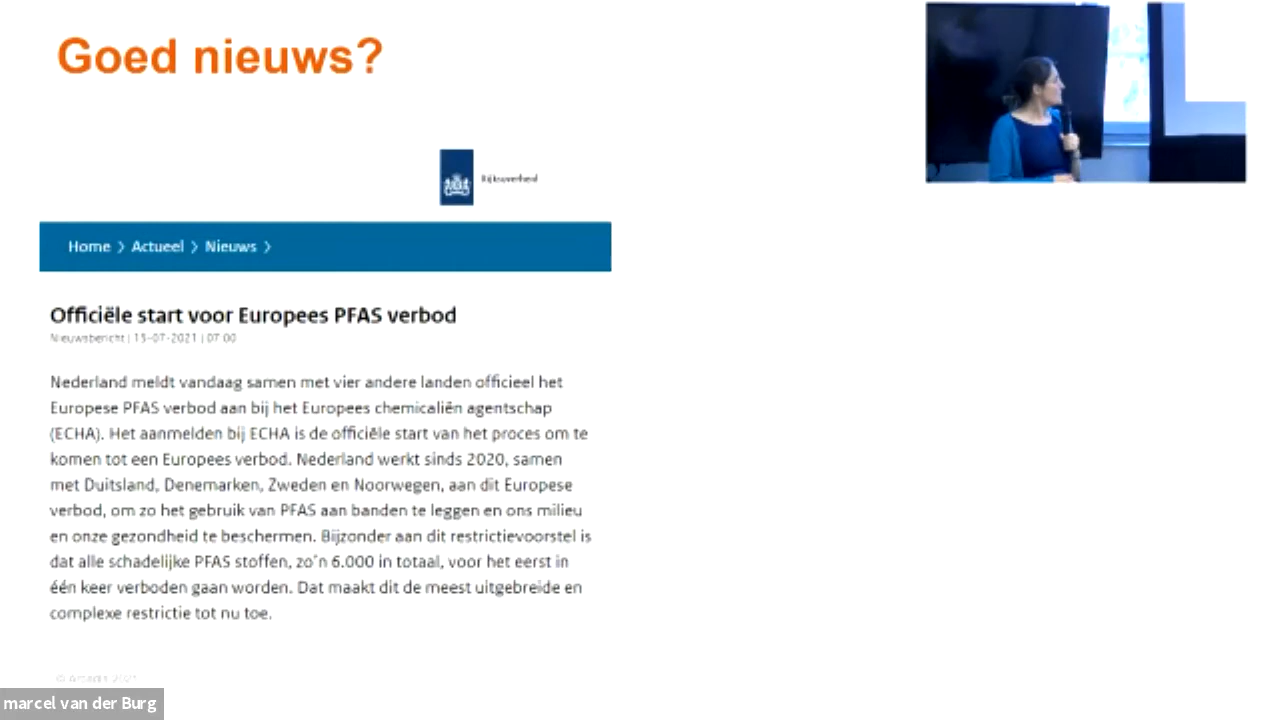 Goed nieuws?
Rijksoverheid
Home > Actueel > Nieuws >
Officiële start voor Europees PFAS verbod
Nieuwsbericht | 15-07-2021 | 07:00
Nederland meldt vandaag samen met vier andere landen officieel het
Europese PFAS verbod aan bij het Europees chemicaliën agentschap
(ECHA). Het aanmelden bij ECHA is de officiële start van het proces om te
komen tot een Europees verbod. Nederland werkt sinds 2020, samen
met Duitsland, Denemarken, Zweden en Noorwegen, aan dit Europese
verbod, om zo het gebruik van PFAS aan banden te leggen en ons milieu
en onze gezondheid te beschermen. Bijzonder aan dit restrictievoorstel is
dat alle schadelijke PFAS stoffen, zo'n 6.000 in totaal, voor het eerst in
één keer verboden gaan worden. Dat maakt dit de meest uitgebreide en
complexe restrictie tot nu toe.
© Arcadis 2021
marcel van der Burg